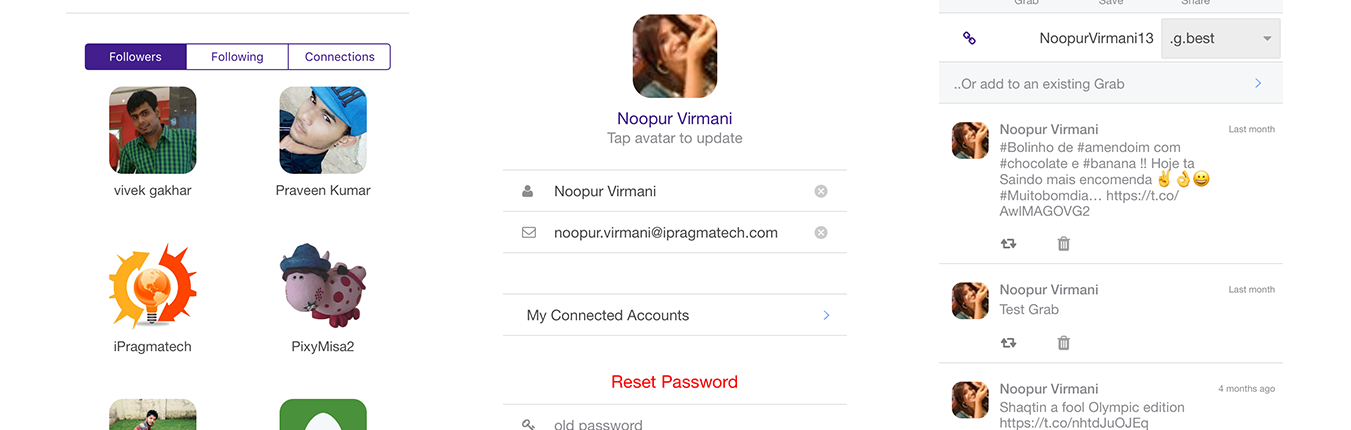 Followers
Following
Connections
vivek gakhar
Praveen Kumar
iPragmatech
PixyMisa2
Noopur Virmani
Tap avatar to update
Noopur Virmani
noopur.virmani@ipragmatech.com
My Connected Accounts
Reset Password
old password
Grab
Save
Share
NoopurVirmani13
.g.best
..Or add to an existing Grab
Noopur Virmani
Last month
#Bolinho de #amendoim com
#chocolate e #banana !! Hoje ta
Saindo mais encomenda ✌️👌😀
#Muitobomdia… https://t.co/
AwlMAGOVG2
Noopur Virmani
Last month
Test Grab
Noopur Virmani
4 months ago
Shaqtin a fool Olympic edition
https://t.co/nhtdJuOJEq